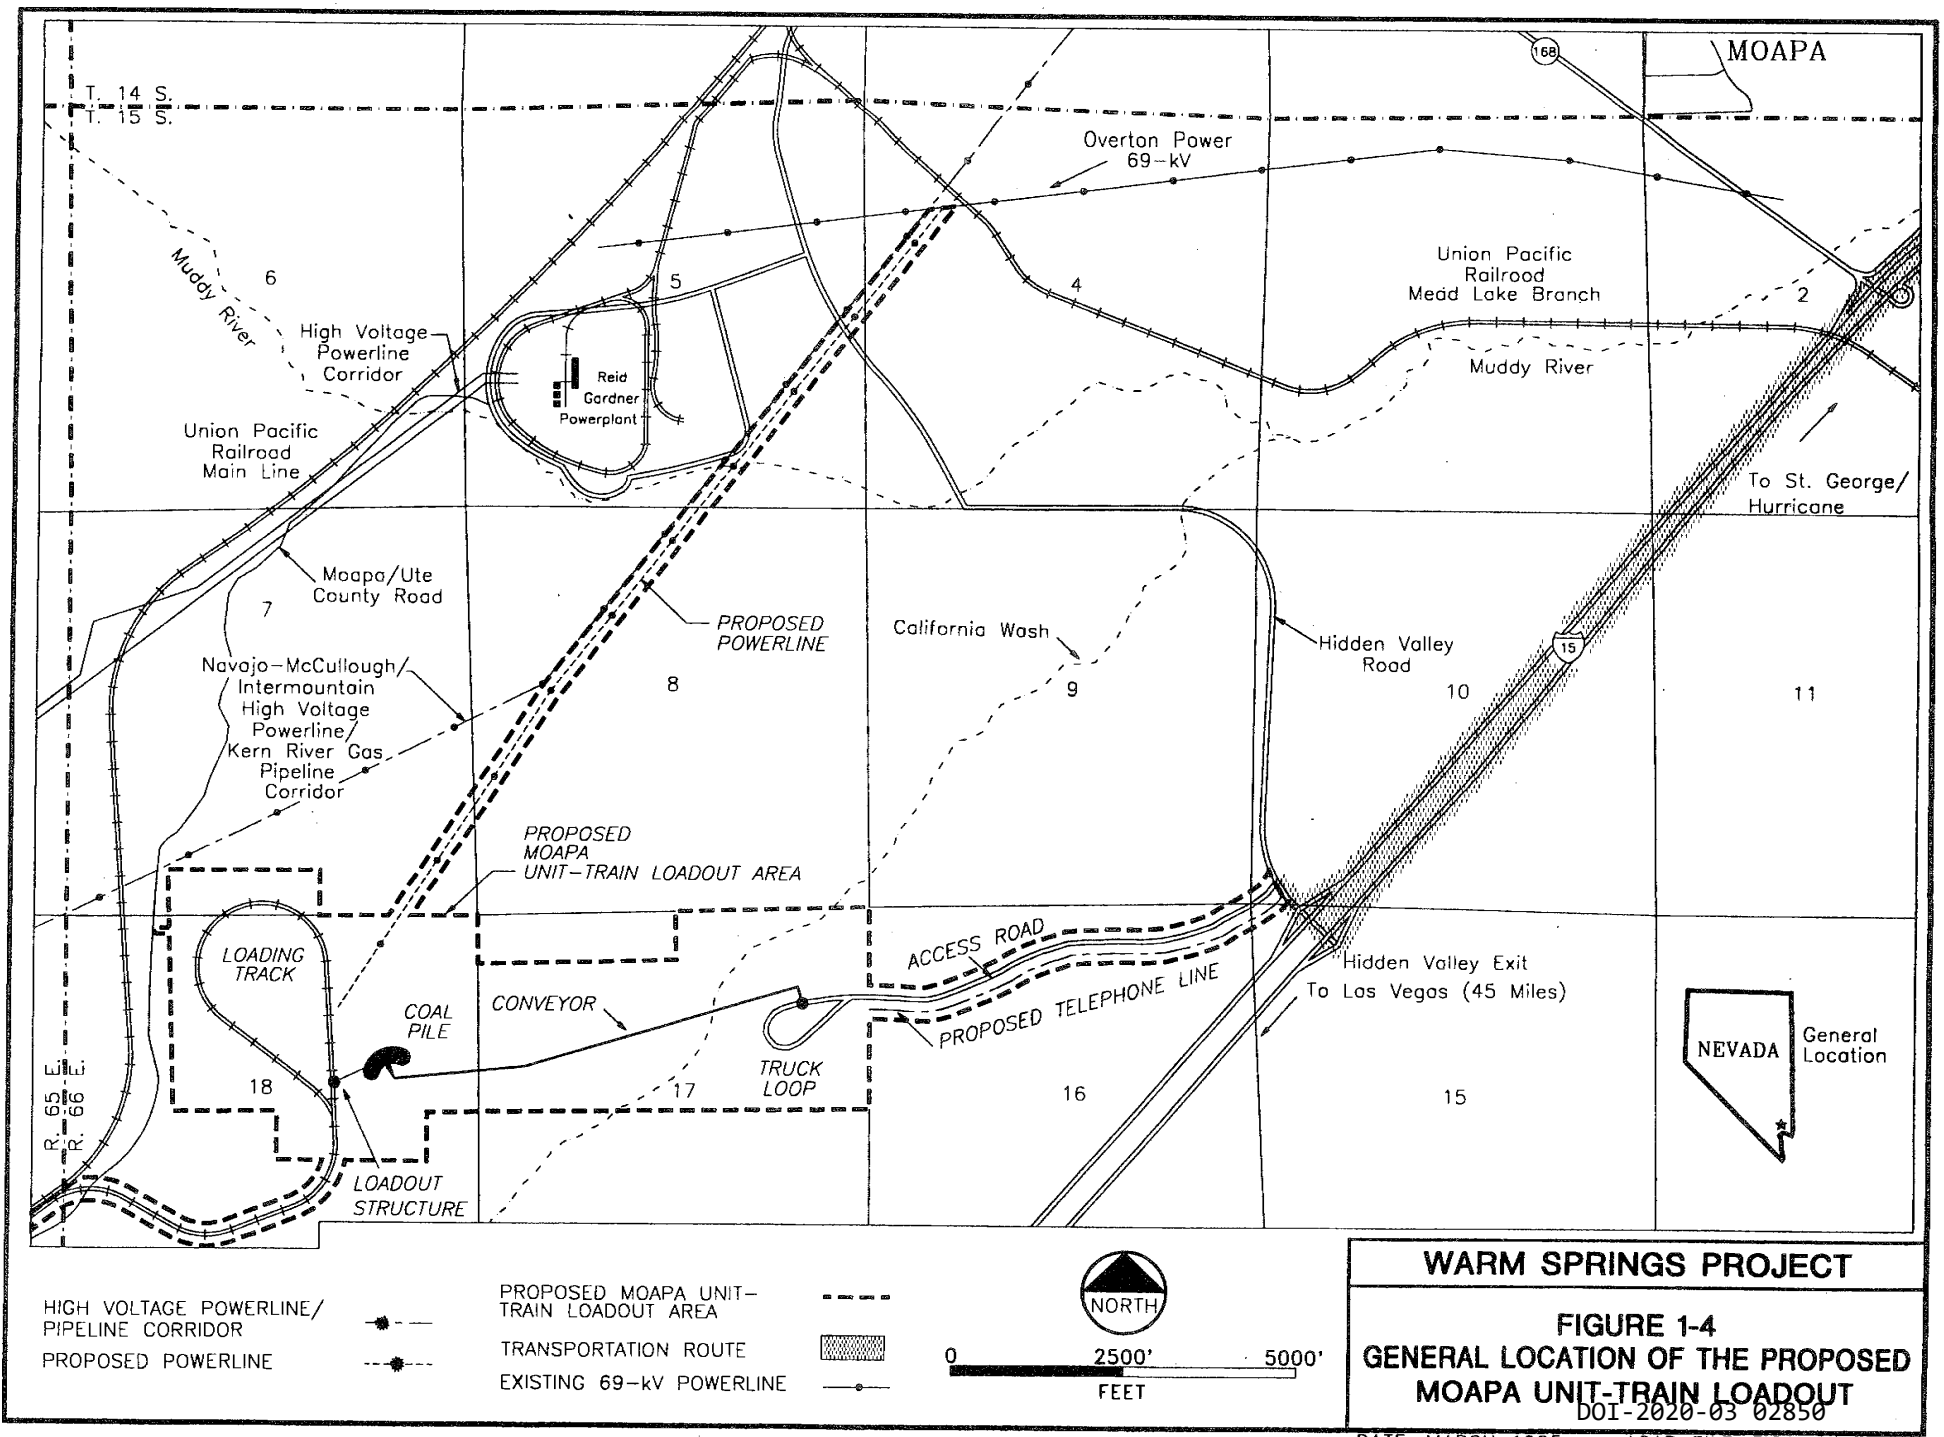 168
MOAPA
T. 14 S.
T. 15 S.
Overton Power
69-kV
Muddy River
6
5
4
Union Pacific
Railroad
Mead Lake Branch
2
High Voltage
Powerline
Corridor
Reid
Gardner
Powerplant
Muddy River
Union Pacific
Railroad
Main Line
To St. George/
Hurricane
Moapa/Ute
County Road
7
PROPOSED
POWERLINE
California Wash
Hidden Valley
Road
15
Navajo-McCullough/
Intermountain
High Voltage
Powerline/
Kern River Gas
Pipeline
Corridor
8
9
10
11
PROPOSED
MOAPA
UNIT-TRAIN LOADOUT AREA
LOADING
TRACK
ACCESS ROAD
Hidden Valley Exit
To Las Vegas (45 Miles)
COAL
PILE
CONVEYOR
PROPOSED TELEPHONE LINE
NEVADA
General
Location
TRUCK
LOOP
18
17
16
15
R. 65 E.
R. 66 E.
LOADOUT
STRUCTURE
HIGH VOLTAGE POWERLINE/
PIPELINE CORRIDOR
PROPOSED POWERLINE
PROPOSED MOAPA UNIT-
TRAIN LOADOUT AREA
TRANSPORTATION ROUTE
EXISTING 69-kV POWERLINE
NORTH
0 2500' 5000'
FEET
WARM SPRINGS PROJECT
FIGURE 1-4
GENERAL LOCATION OF THE PROPOSED
MOAPA UNIT-TRAIN LOADOUT
DOI-2020-03 02850